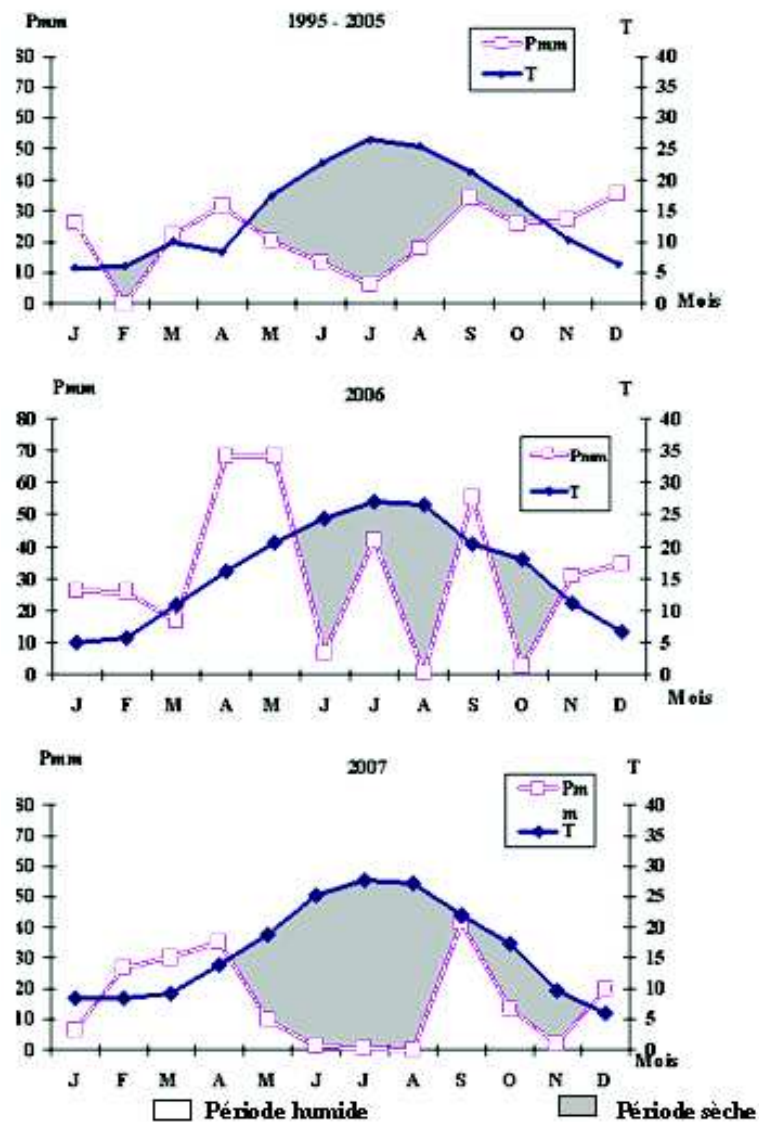 Pmm 1995 - 2005 T
Pmm
T
80 40
70 35
60 30
50 25
40 20
30 15
20 10
10 5
0 0
J F M A M J J A S O N D Mois
Pmm 2006 T
Pmm
T
80 40
70 35
60 30
50 25
40 20
30 15
20 10
10 5
0 0
J F M A M J J A S O N D
Mois
Pmm 2007 T
Pm
m
T
80 40
70 35
60 30
50 25
40 20
30 15
20 10
10 5
0 0
Mois
J F M A M J J A S O N D
Période humide Période sèche